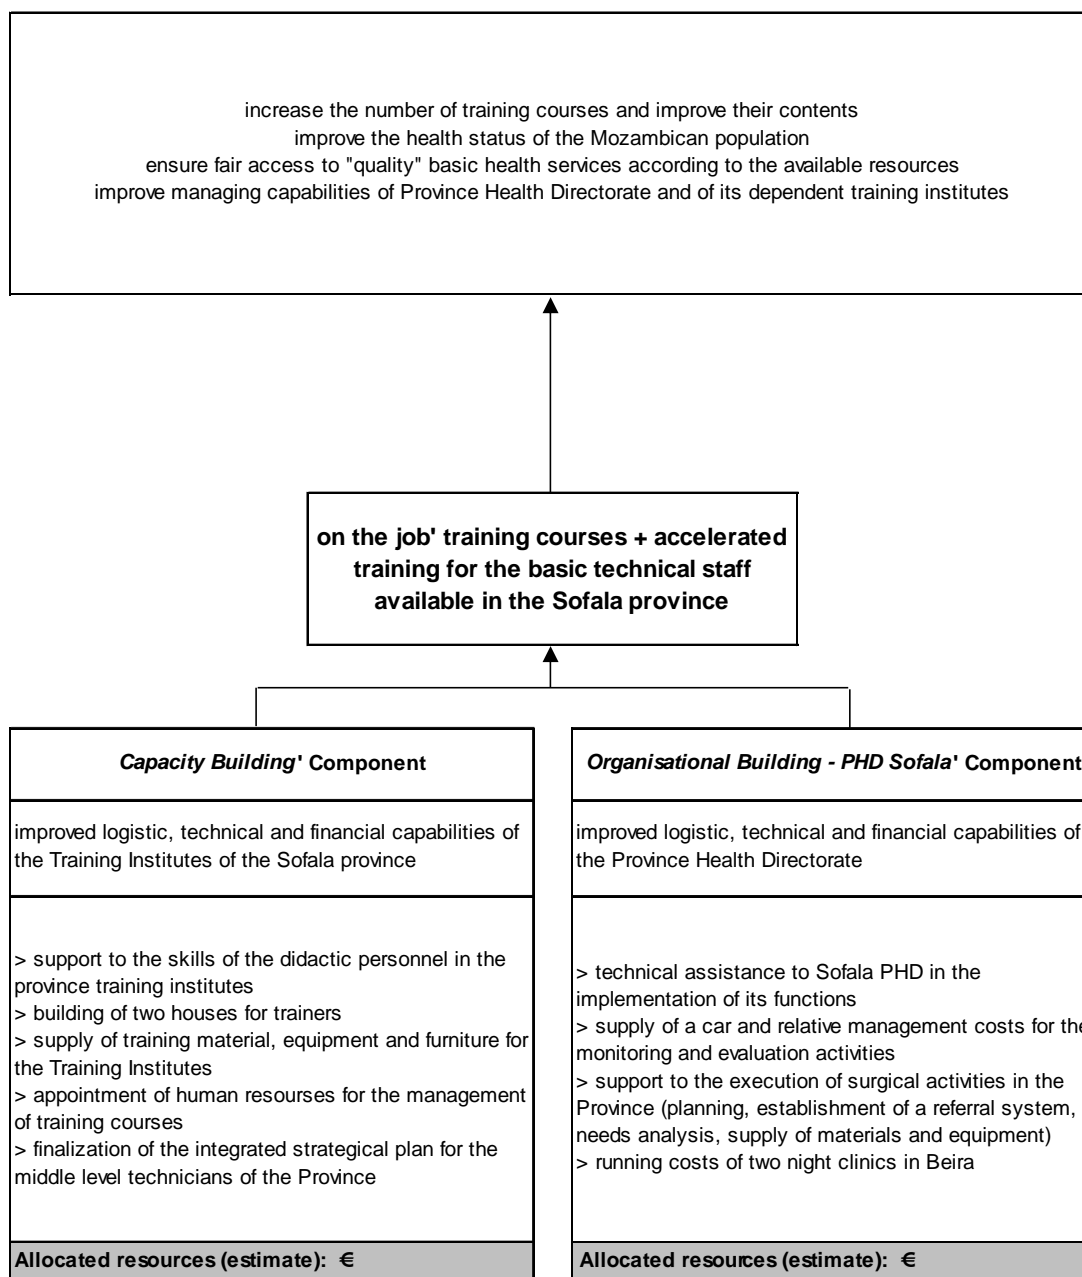 increase the number of training courses and improve their contents
improve the health status of the Mozambican population
ensure fair access to "quality" basic health services according to the available resources
improve managing capabilities of Province Health Directorate and of its dependent training institutes
on the job' training courses + accelerated
training for the basic technical staff
available in the Sofala province
Capacity Building' Component
improved logistic, technical and financial capabilities of
the Training Institutes of the Sofala province
> support to the skills of the didactic personnel in the
province training institutes
> building of two houses for trainers
> supply of training material, equipment and furniture for
the Training Institutes
> appointment of human resourses for the management
of training courses
> finalization of the integrated strategical plan for the
middle level technicians of the Province
Allocated resources (estimate): €
Organisational Building - PHD Sofala' Component
improved logistic, technical and financial capabilities of
the Province Health Directorate
> technical assistance to Sofala PHD in the
implementation of its functions
> supply of a car and relative management costs for the
monitoring and evaluation activities
> support to the execution of surgical activities in the
Province (planning, establishment of a referral system,
needs analysis, supply of materials and equipment)
> running costs of two night clinics in Beira
Allocated resources (estimate): €